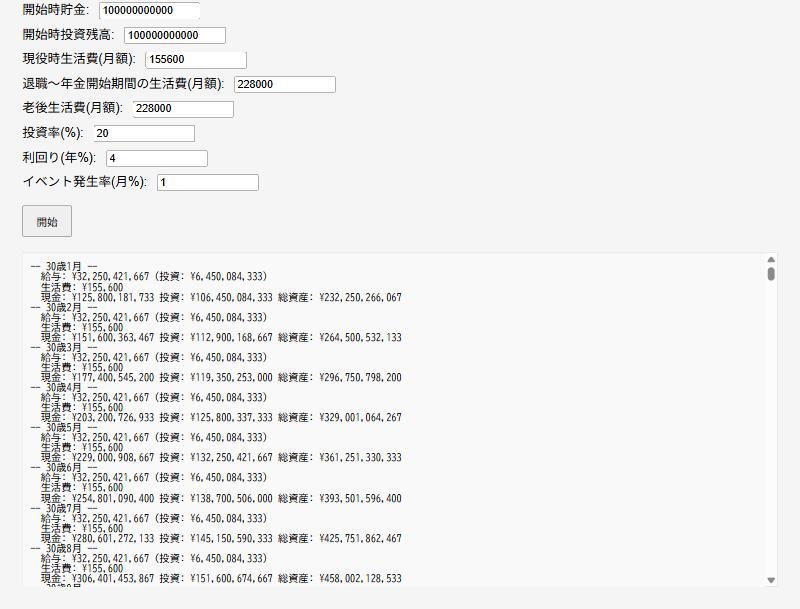 開始時貯金: 100000000000
開始時投資残高: 100000000000
現役時生活費(月額): 155600
退職～年金開始期間の生活費(月額): 228000
老後生活費(月額): 228000
投資率(%): 20
利回り(年%): 4
イベント発生率(月%): 1
開始
-- 30歳1月 --
給与: ¥32,250,421,667 (投資: ¥6,450,084,333)
生活費: ¥155,600
現金: ¥125,800,181,733 投資: ¥106,450,084,333 総資産: ¥232,250,266,067
-- 30歳2月 --
給与: ¥32,250,421,667 (投資: ¥6,450,084,333)
生活費: ¥155,600
現金: ¥151,600,363,467 投資: ¥112,900,168,667 総資産: ¥264,500,532,133
-- 30歳3月 --
給与: ¥32,250,421,667 (投資: ¥6,450,084,333)
生活費: ¥155,600
現金: ¥177,400,545,200 投資: ¥119,350,253,000 総資産: ¥296,750,798,200
-- 30歳4月 --
給与: ¥32,250,421,667 (投資: ¥6,450,084,333)
生活費: ¥155,600
現金: ¥203,200,726,933 投資: ¥125,800,337,333 総資産: ¥329,001,064,267
-- 30歳5月 --
給与: ¥32,250,421,667 (投資: ¥6,450,084,333)
生活費: ¥155,600
現金: ¥229,000,908,667 投資: ¥132,250,421,667 総資産: ¥361,251,330,333
-- 30歳6月 --
給与: ¥32,250,421,667 (投資: ¥6,450,084,333)
生活費: ¥155,600
現金: ¥254,801,090,400 投資: ¥138,700,506,000 総資産: ¥393,501,596,400
-- 30歳7月 --
給与: ¥32,250,421,667 (投資: ¥6,450,084,333)
生活費: ¥155,600
現金: ¥280,601,272,133 投資: ¥145,150,590,333 総資産: ¥425,751,862,467
-- 30歳8月 --
給与: ¥32,250,421,667 (投資: ¥6,450,084,333)
生活費: ¥155,600
現金: ¥306,401,453,867 投資: ¥151,600,674,667 総資産: ¥458,002,128,533